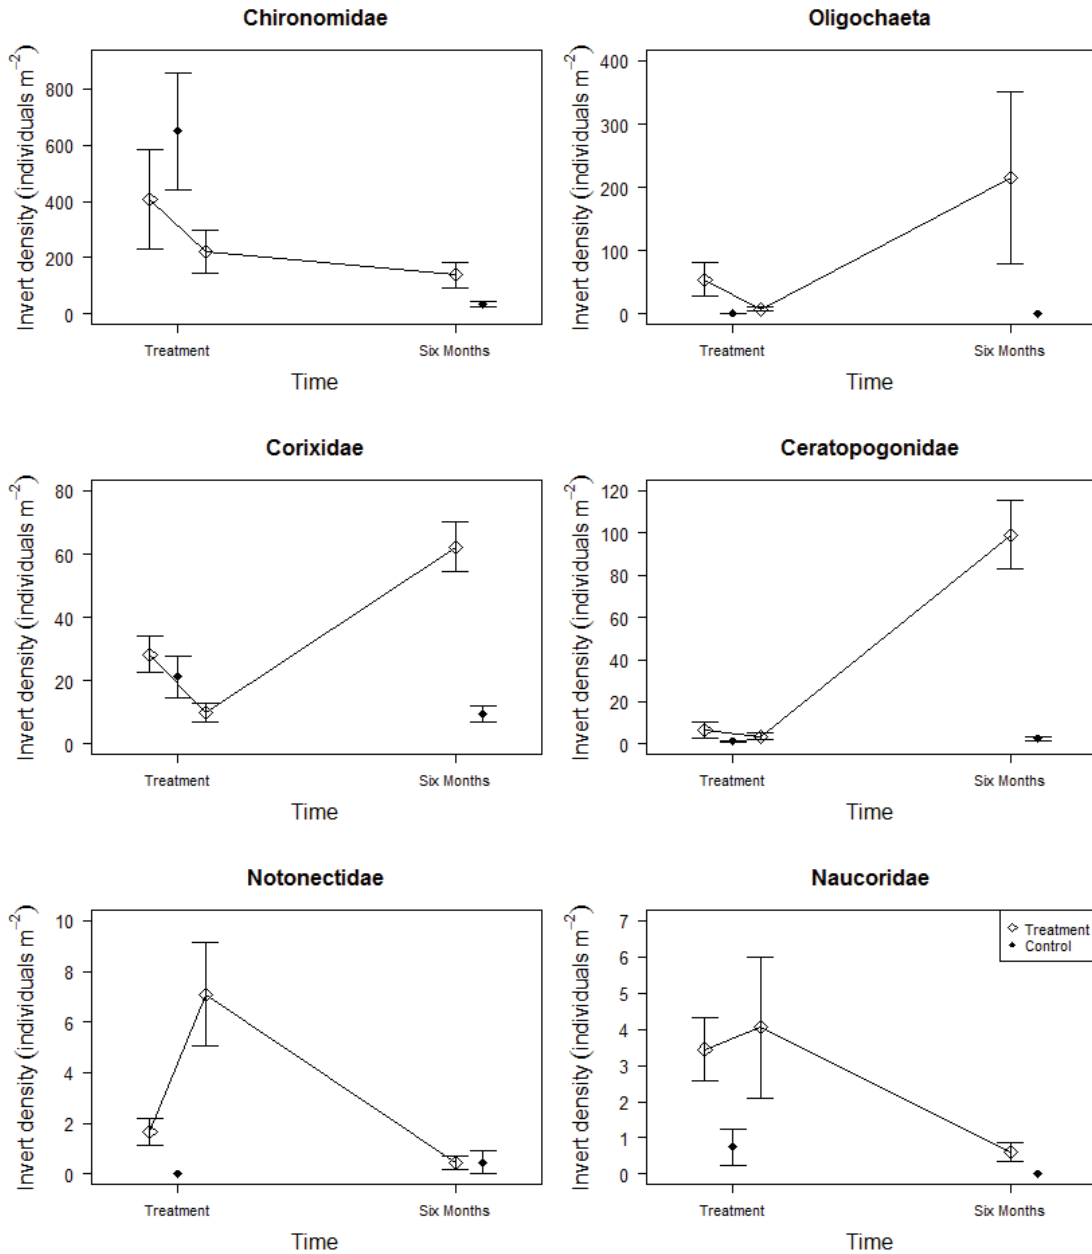 Chironomidae
Invert density (individuals m⁻²)
800
600
400
200
0
Treatment
Six Months
Time
Oligochaeta
Invert density (individuals m⁻²)
400
300
200
100
0
Treatment
Six Months
Time
Corixidae
Invert density (individuals m⁻²)
80
60
40
20
0
Treatment
Six Months
Time
Ceratopogonidae
Invert density (individuals m⁻²)
120
100
80
60
40
20
0
Treatment
Six Months
Time
Notonectidae
Invert density (individuals m⁻²)
10
8
6
4
2
0
Treatment
Six Months
Time
Naucoridae
Invert density (individuals m⁻²)
7
6
5
4
3
2
1
0
Treatment
Control
Treatment
Six Months
Time